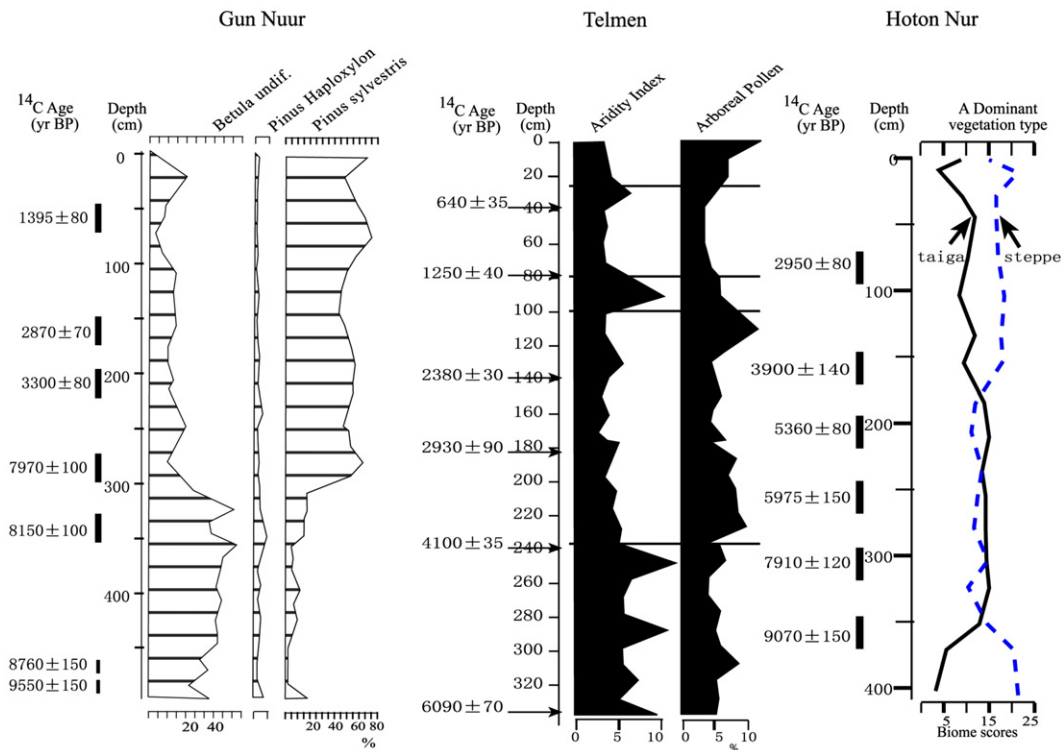 Gun Nuur
Telmen
Hoton Nur
14C Age
(yr BP)
Depth
(cm)
Betula undif.
Pinus Haploxylon
Pinus sylvestris
0
100
200
300
400
1395±80
2870±70
3300±80
7970±100
8150±100
8760±150
9550±150
20 40
20 40 60 80
%
14C Age
(yr BP)
Depth
(cm)
Aridity Index
Arboreal Pollen
0
20
40
60
80
100
120
140
160
180
200
220
240
260
280
300
320
640±35
1250±40
2380±30
2930±90
4100±35
6090±70
0 5 10
0 5 10
%
14C Age
(yr BP)
Depth
(cm)
A Dominant
vegetation type
0
100
200
300
400
2950±80
3900±140
5360±80
5975±150
7910±120
9070±150
taiga
steppe
5 15 25
Biome scores